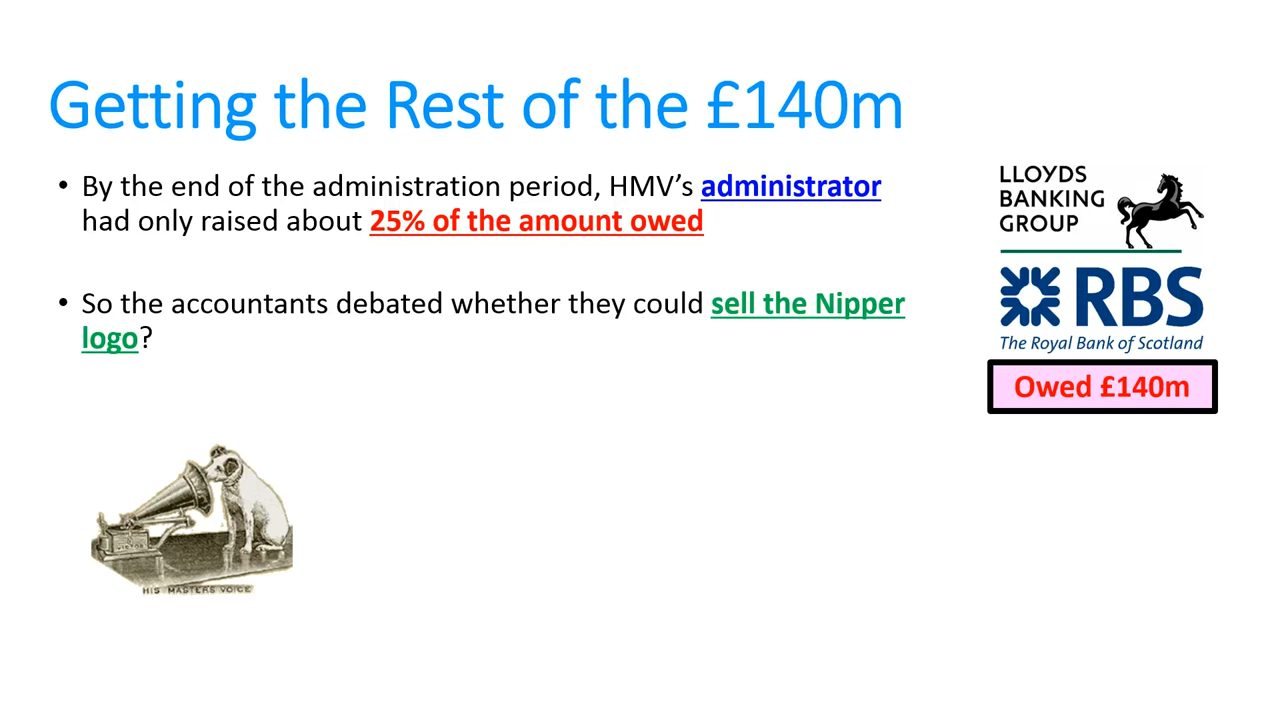 Getting the Rest of the £140m
• By the end of the administration period, HMV’s administrator
had only raised about 25% of the amount owed
• So the accountants debated whether they could sell the Nipper
logo?
LLOYDS
BANKING
GROUP
RBS
The Royal Bank of Scotland
Owed £140m
VICTOR
HIS MASTERS VOICE